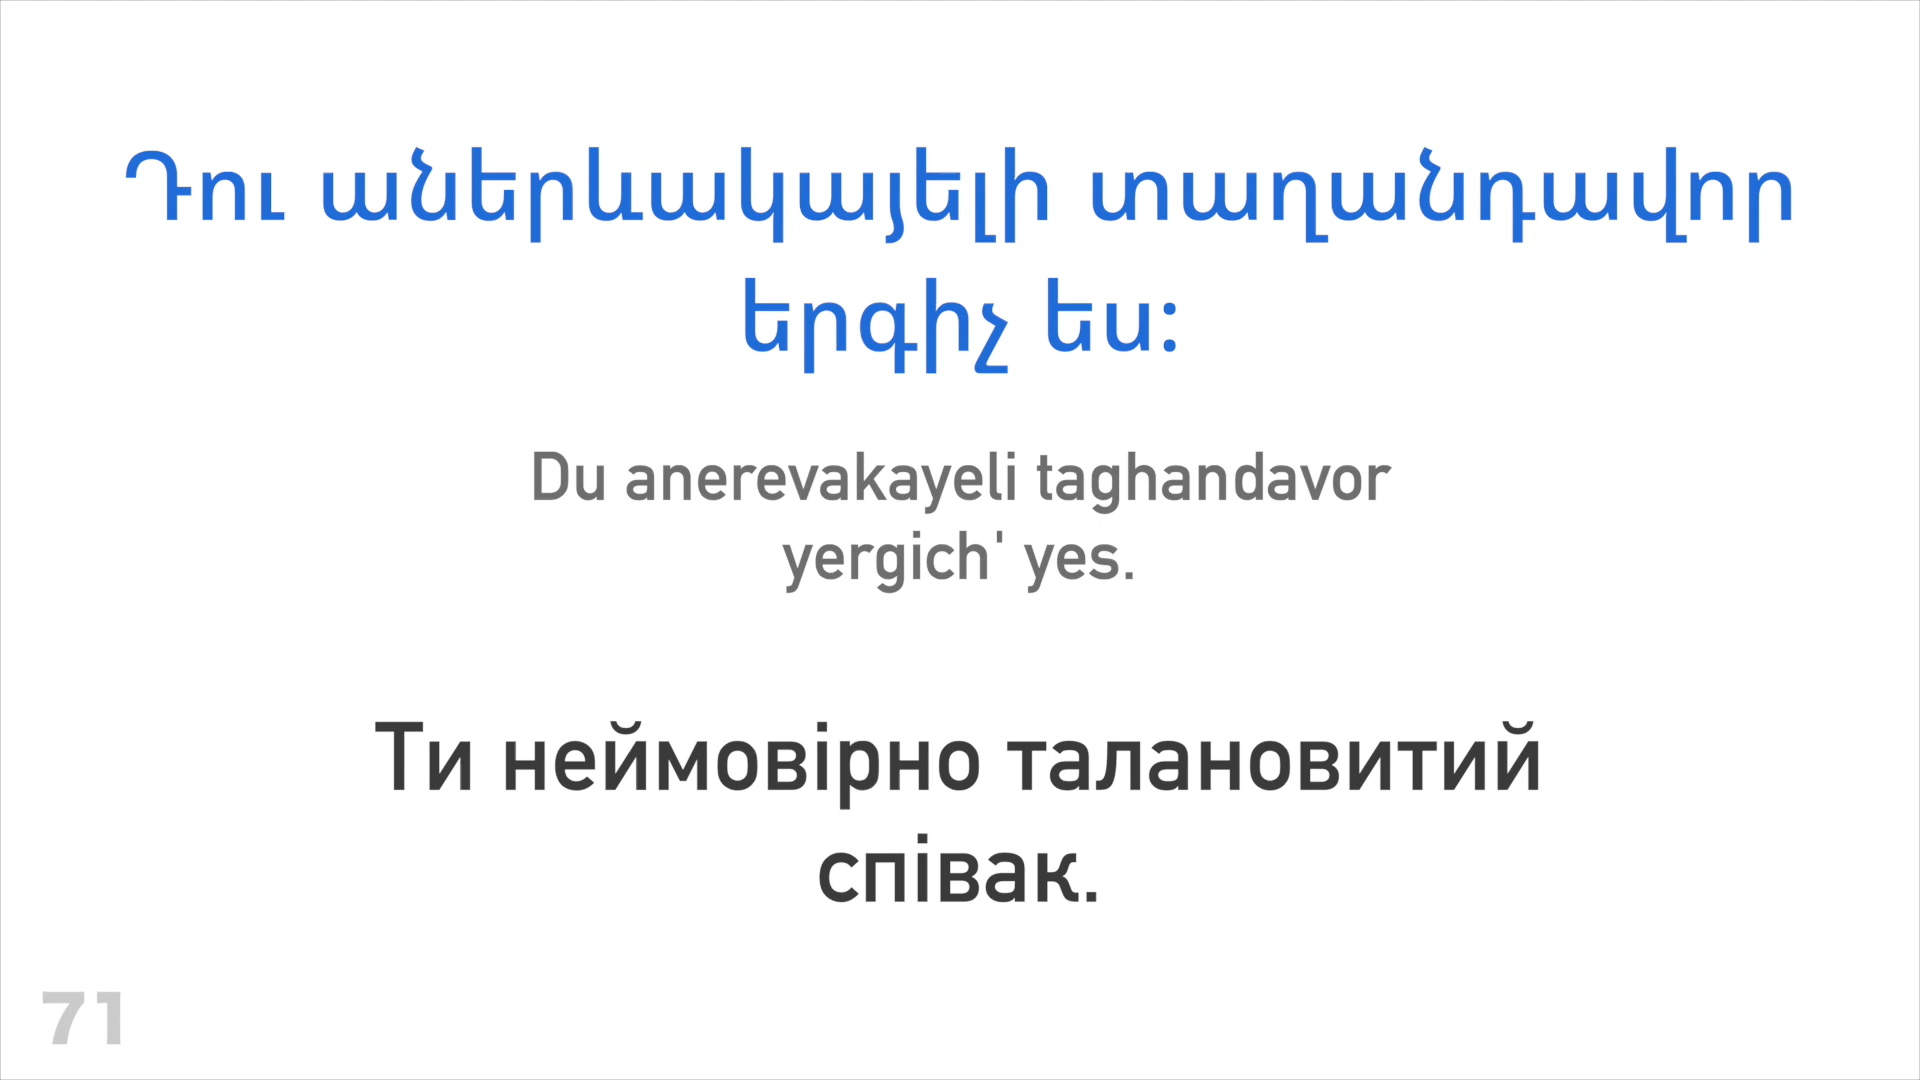 Դու աներևակայելի տաղանդավոր
երգիչ ես:
Du anerevakayeli taghandavor
yergich' yes.
Ти неймовірно талановитий
співак.
71